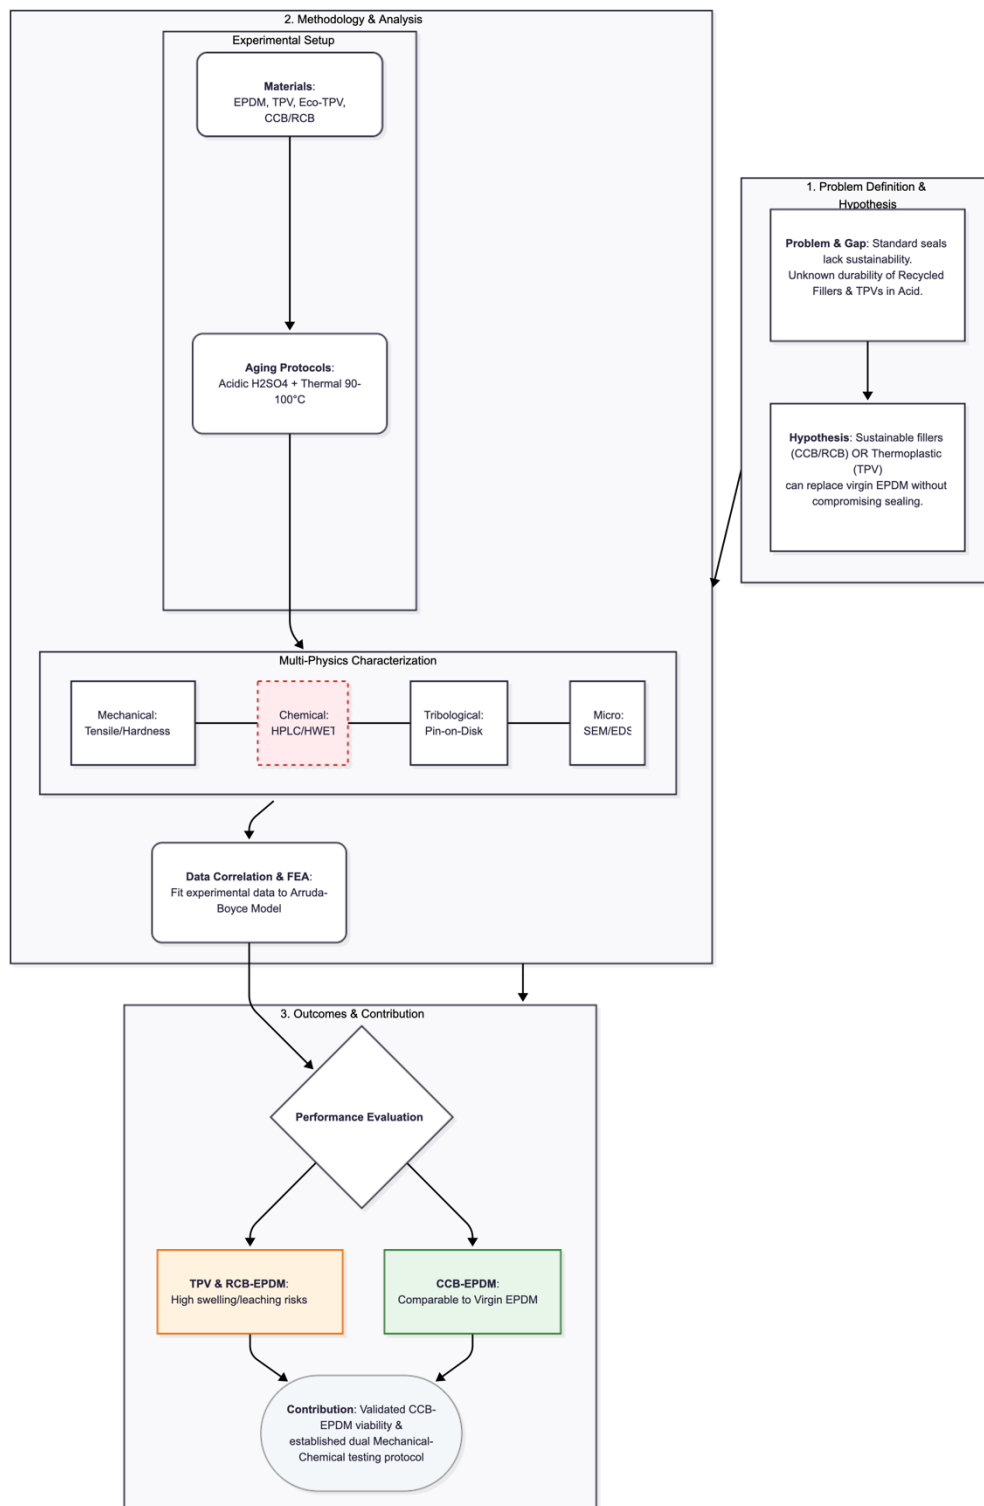 2. Methodology & Analysis
Experimental Setup
Materials:
EPDM, TPV, Eco-TPV,
CCB/RCB
Aging Protocols:
Acidic H2SO4 + Thermal 90-
100°C
1. Problem Definition &
Hypothesis
Problem & Gap: Standard seals
lack sustainability.
Unknown durability of Recycled
Fillers & TPVs in Acid.
Hypothesis: Sustainable fillers
(CCB/RCB) OR Thermoplastic
(TPV)
can replace virgin EPDM without
compromising sealing.
Multi-Physics Characterization
Mechanical:
Tensile/Hardness
Chemical:
HPLC/HWET
Tribological:
Pin-on-Disk
Micro:
SEM/EDS
Data Correlation & FEA:
Fit experimental data to Arruda-
Boyce Model
3. Outcomes & Contribution
Performance Evaluation
TPV & RCB-EPDM:
High swelling/leaching risks
CCB-EPDM:
Comparable to Virgin EPDM
Contribution: Validated CCB-
EPDM viability &
established dual Mechanical-
Chemical testing protocol